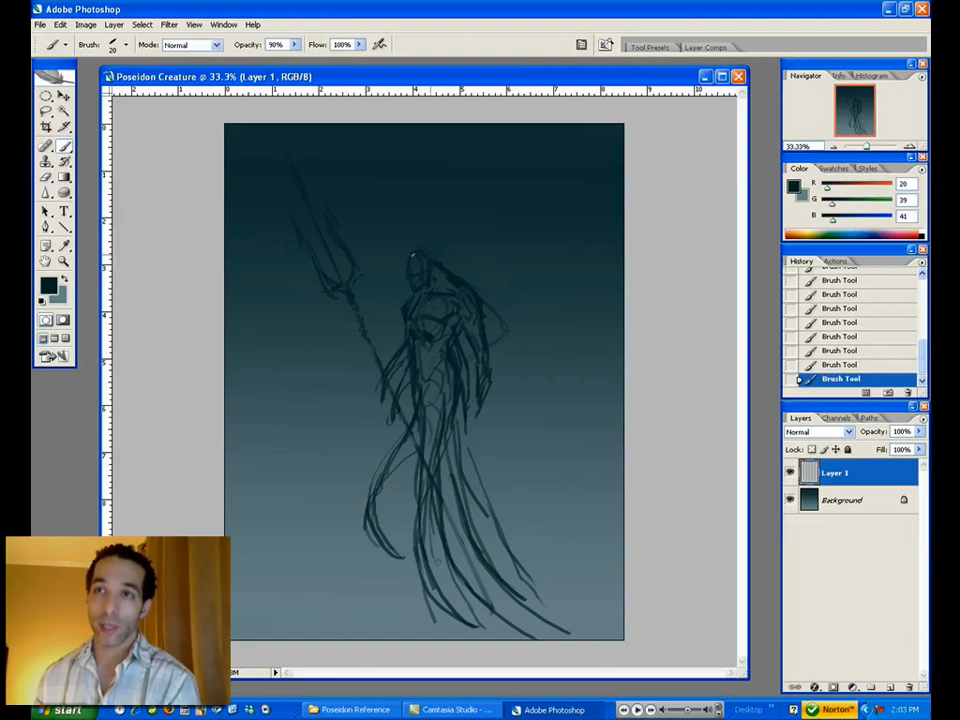 Adobe Photoshop
File Edit Image Layer Select Filter View Window Help
Brush: 20 Mode: Normal Opacity: 90% Flow: 100%
Tool Presets Layer Comps
Poseidon Creature @ 33.3% (Layer 1, RGB/8)
Navigator Info Histogram
33.33%
Color Swatches Styles
R 20
G 39
B 41
History Actions
Brush Tool
Brush Tool
Brush Tool
Brush Tool
Brush Tool
Brush Tool
Brush Tool
Brush Tool
Brush Tool
Layers Channels Paths
Normal Opacity: 100%
Lock: Fill: 100%
Layer 1
Background
start Poseidon Reference Camtasia Studio - ... Adobe Photoshop Desktop Norton 2:03 PM